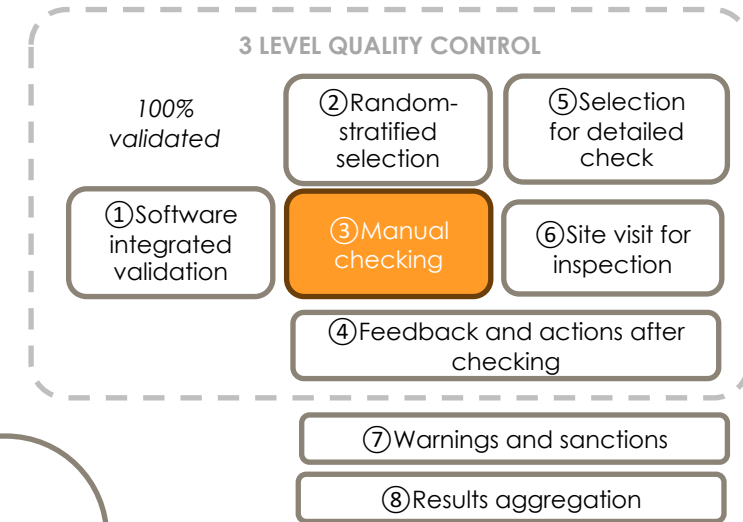 3 LEVEL QUALITY CONTROL
100%
validated
②Random-
stratified
selection
⑤Selection
for detailed
check
①Software
integrated
validation
③Manual
checking
⑥Site visit for
inspection
④Feedback and actions after
checking
⑦Warnings and sanctions
⑧Results aggregation